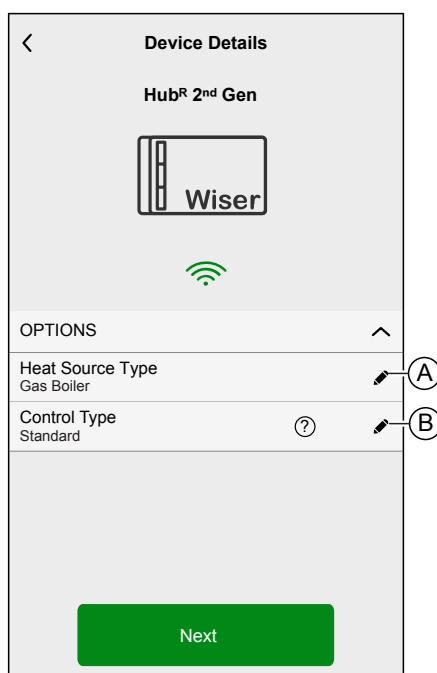 Device Details
Hubᴿ 2ⁿᵈ Gen
Wiser
OPTIONS
Heat Source Type
A
Gas Boiler
Control Type
?
B
Standard
Next